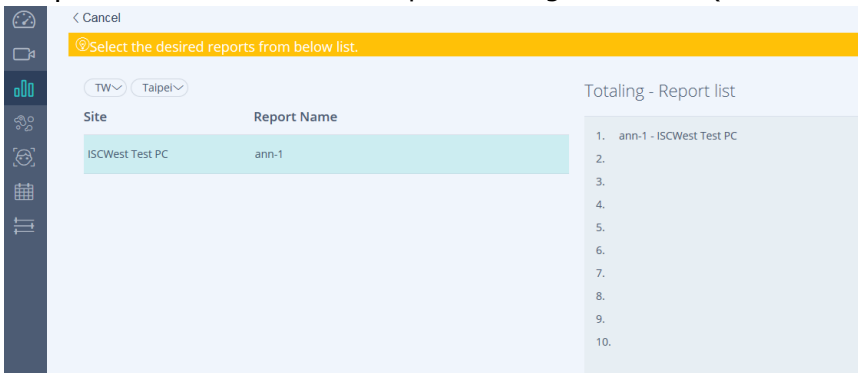 Cancel
Select the desired reports from below list.
TW Taipei
Totaling - Report list
Site Report Name
ISCWest Test PC ann-1
1. ann-1 - ISCWest Test PC
2.
3.
4.
5.
6.
7.
8.
9.
10.